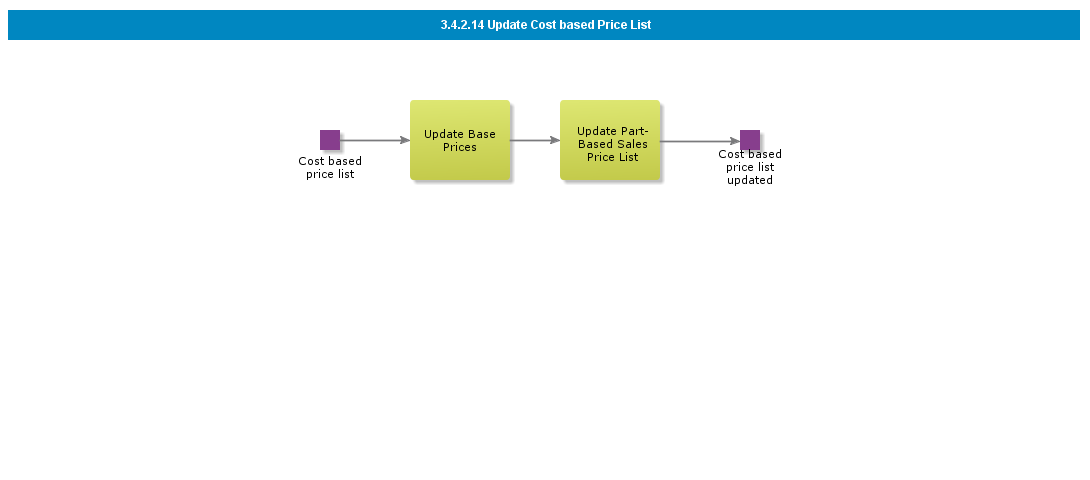 3.4.2.14 Update Cost based Price List
Cost based
price list
Update Base
Prices
Update Part-
Based Sales
Price List
Cost based
price list
updated